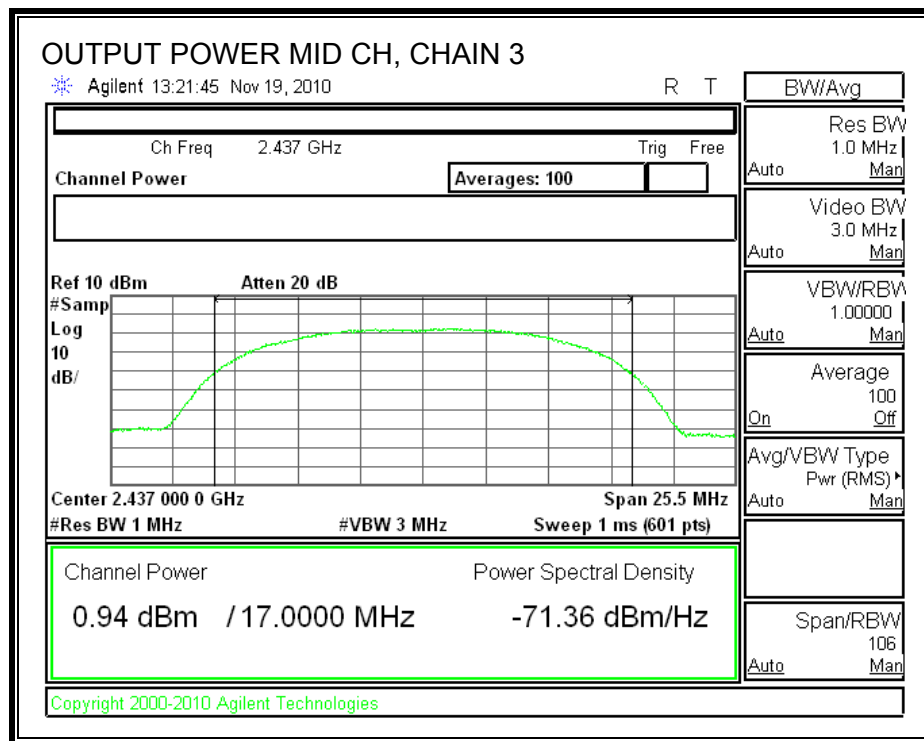 OUTPUT POWER MID CH, CHAIN 3
Agilent 13:21:45 Nov 19, 2010 R T
Ch Freq 2.437 GHz Trig Free
Channel Power Averages: 100
Ref 10 dBm Atten 20 dB
#Samp
Log
10
dB/
Center 2.437 000 0 GHz Span 25.5 MHz
#Res BW 1 MHz #VBW 3 MHz Sweep 1 ms (601 pts)
Channel Power Power Spectral Density
0.94 dBm / 17.0000 MHz -71.36 dBm/Hz
Copyright 2000-2010 Agilent Technologies
BW/Avg
Res BW
1.0 MHz
Auto Man
Video BW
3.0 MHz
Auto Man
VBW/RBW
1.00000
Auto Man
Average
100
On Off
Avg/VBW Type
Pwr (RMS)
Auto Man
Span/RBW
106
Auto Man